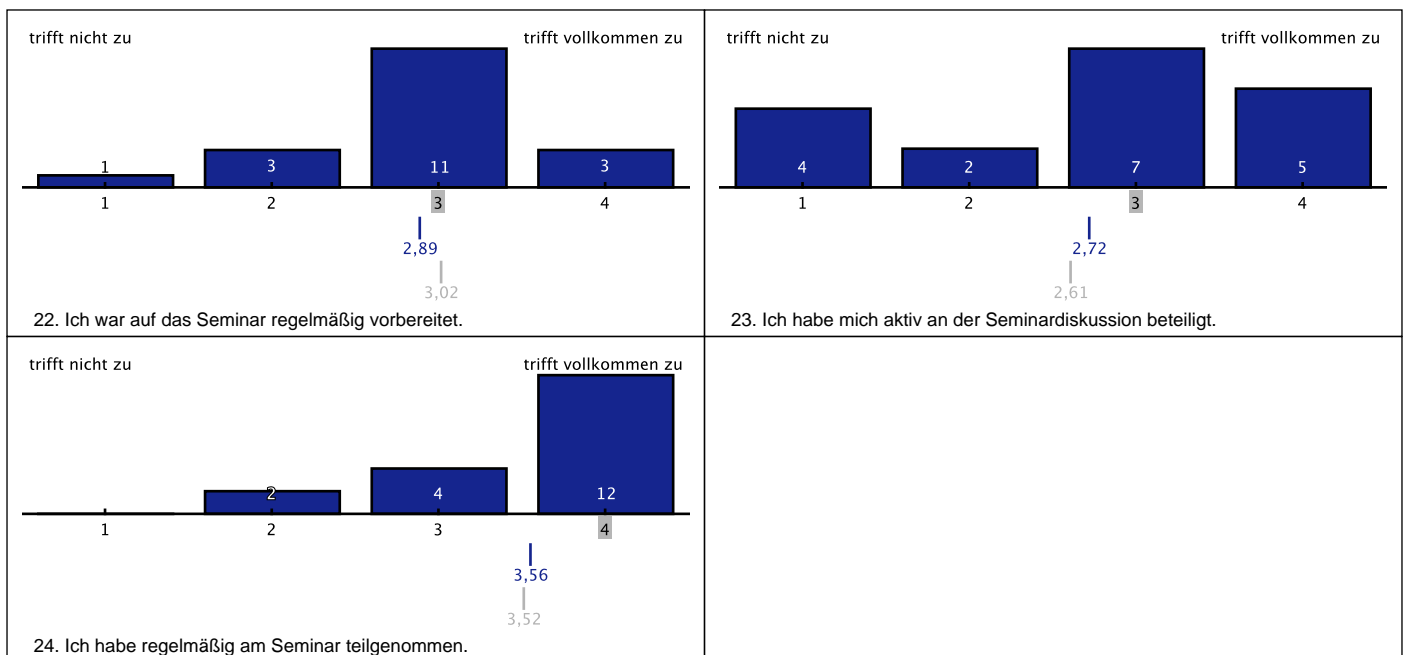 trifft nicht zu trifft vollkommen zu
1 3 11 3
1 2 3 4
2,89
3,02
22. Ich war auf das Seminar regelmäßig vorbereitet.
trifft nicht zu trifft vollkommen zu
4 2 7 5
1 2 3 4
2,72
2,61
23. Ich habe mich aktiv an der Seminardiskussion beteiligt.
trifft nicht zu trifft vollkommen zu
2 4 12
1 2 3 4
3,56
3,52
24. Ich habe regelmäßig am Seminar teilgenommen.